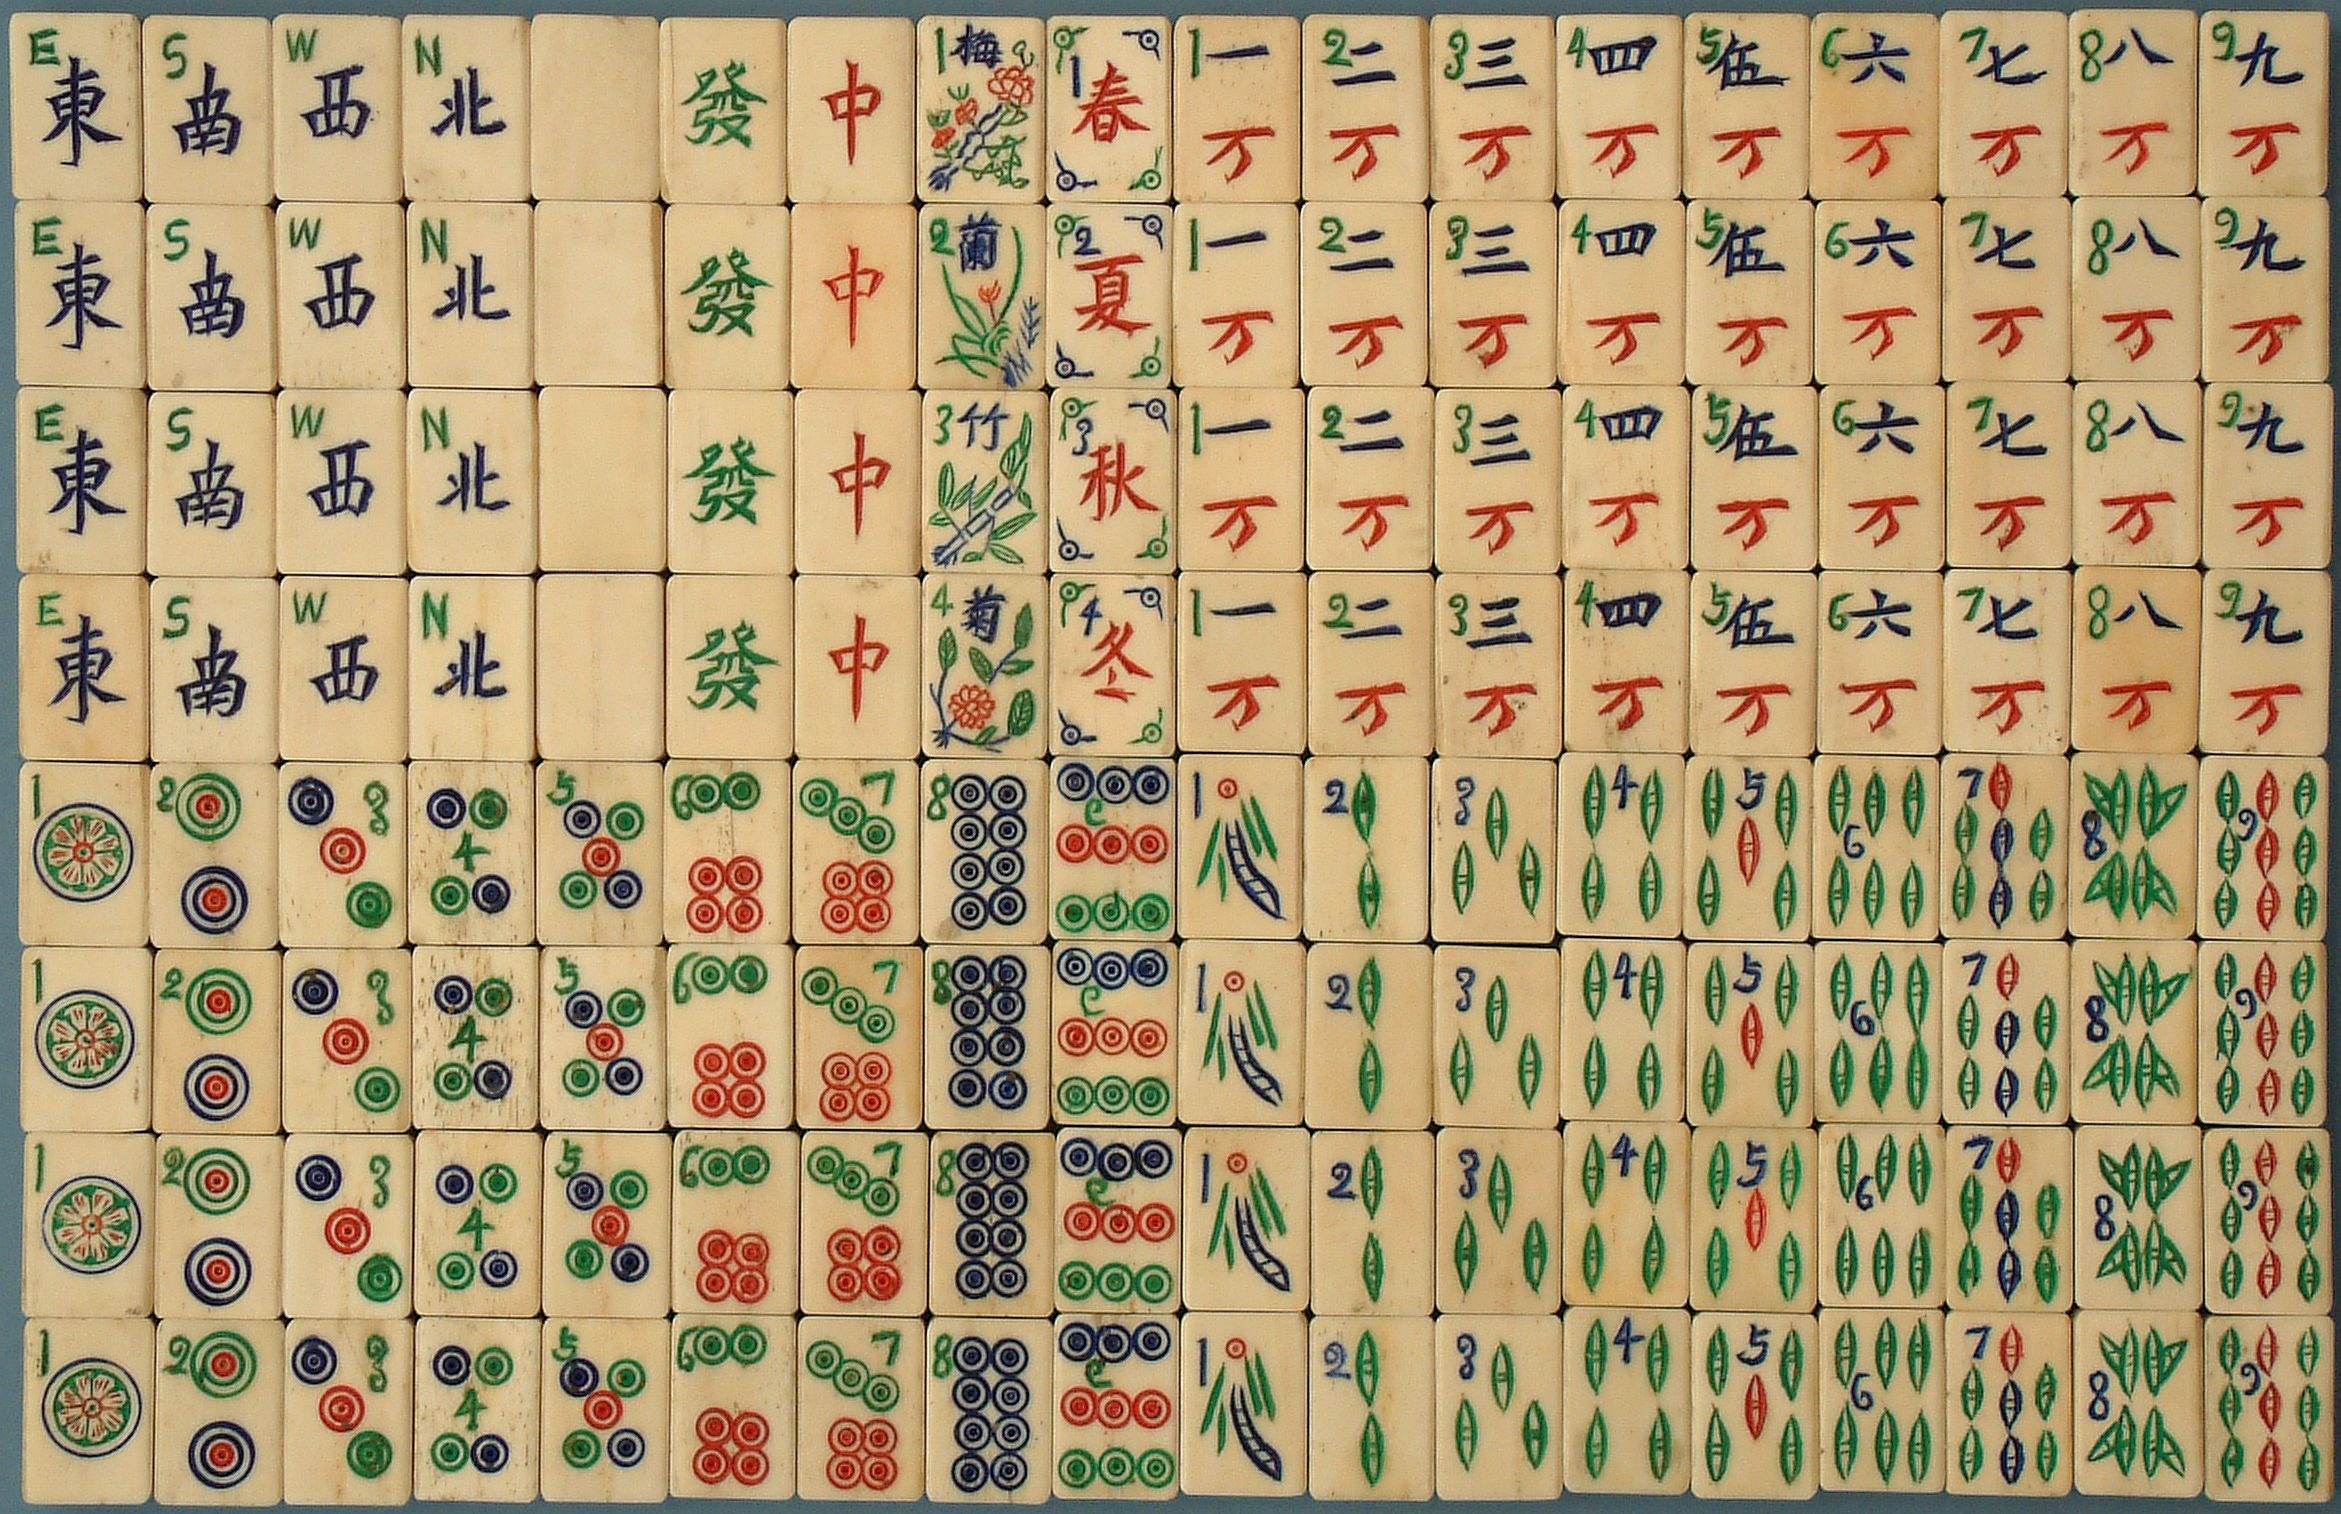 E 東 S 南 W 西 N 北 發 中 1 梅 1 春 1 一 万 2 二 万 3 三 万 4 四 万 5 伍 万 6 六 万 7 七 万 8 八 万 9 九 万
E 東 S 南 W 西 N 北 發 中 2 蘭 2 夏 1 一 万 2 二 万 3 三 万 4 四 万 5 伍 万 6 六 万 7 七 万 8 八 万 9 九 万
E 東 S 南 W 西 N 北 發 中 3 竹 3 秋 1 一 万 2 二 万 3 三 万 4 四 万 5 伍 万 6 六 万 7 七 万 8 八 万 9 九 万
E 東 S 南 W 西 N 北 發 中 4 菊 4 冬 1 一 万 2 二 万 3 三 万 4 四 万 5 伍 万 6 六 万 7 七 万 8 八 万 9 九 万
1 2 3 4 5 6 7 8 9 1 2 3 4 5 6 7 8 9
1 2 3 4 5 6 7 8 9 1 2 3 4 5 6 7 8 9
1 2 3 4 5 6 7 8 9 1 2 3 4 5 6 7 8 9
1 2 3 4 5 6 7 8 9 1 2 3 4 5 6 7 8 9